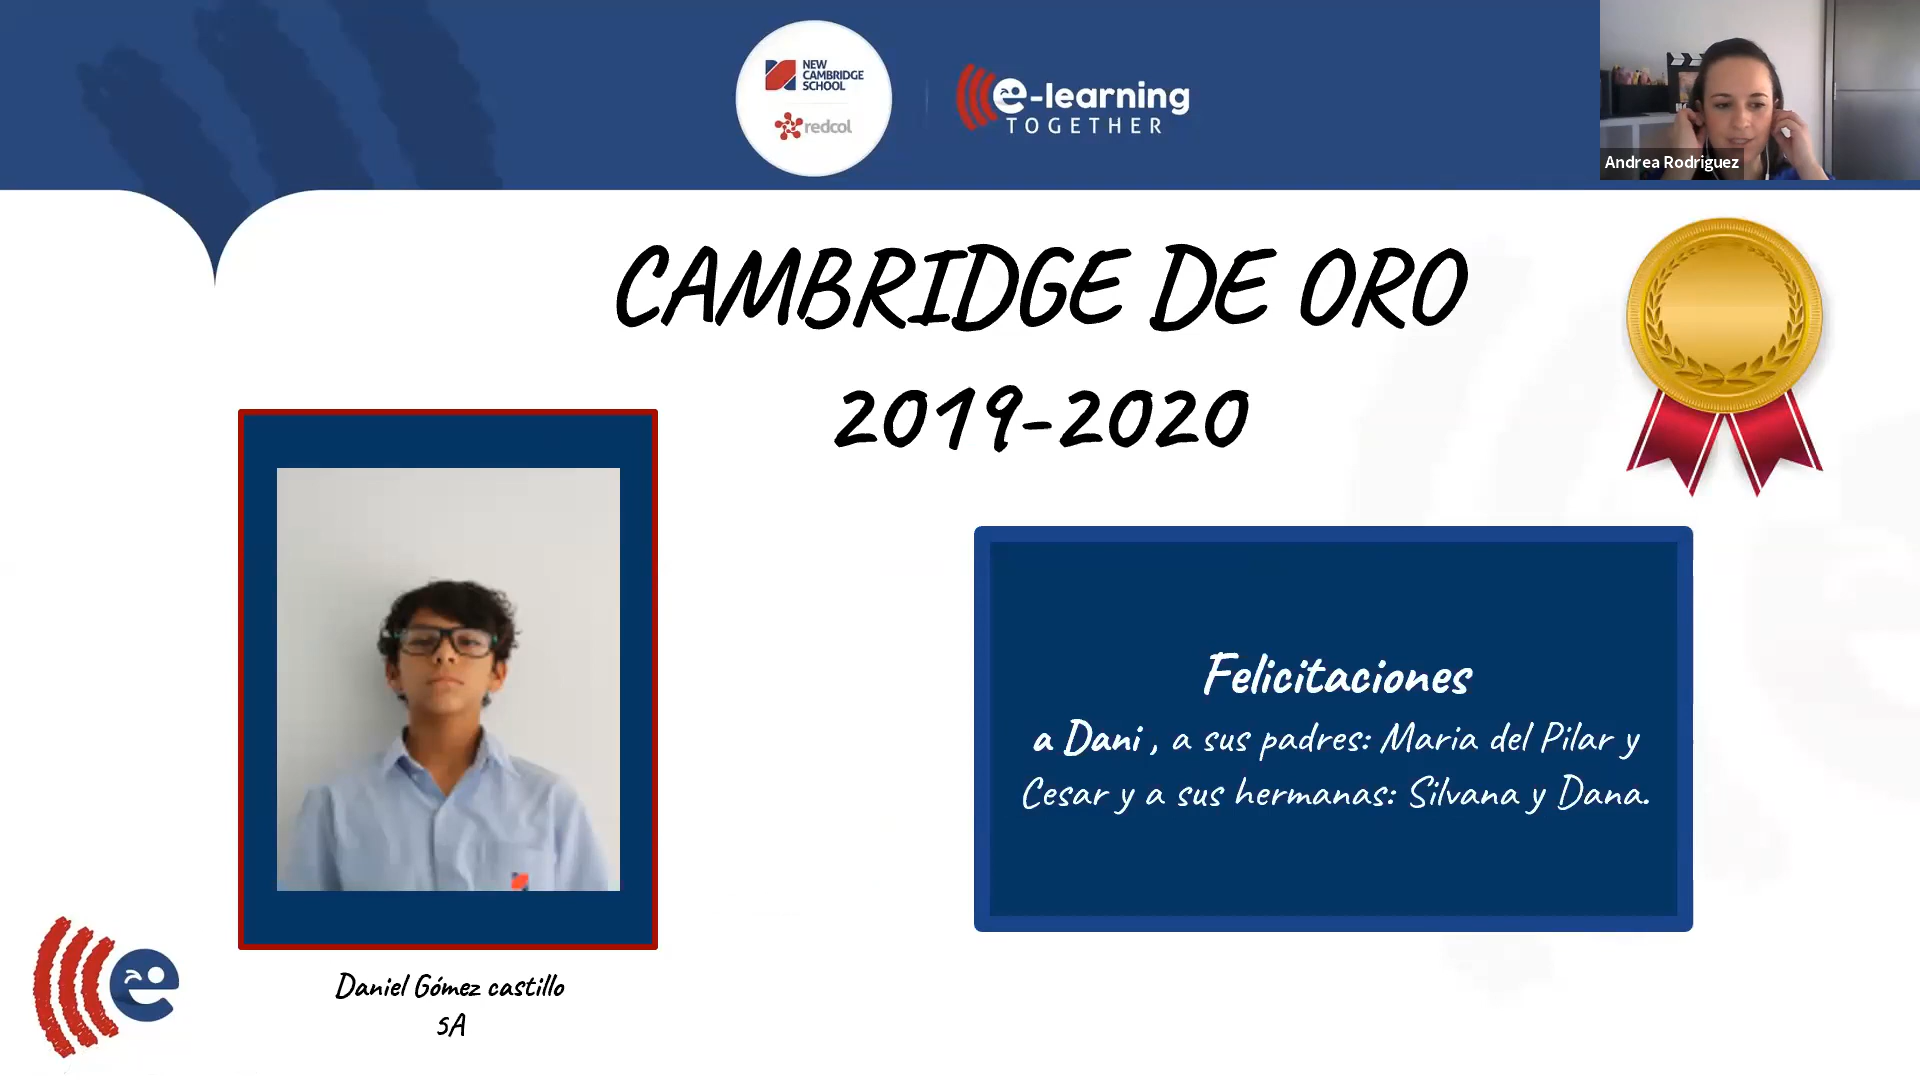 NEW
CAMBRIDGE
SCHOOL
redcol
e-learning
TOGETHER
Andrea Rodriguez
CAMBRIDGE DE ORO
2019-2020
Felicitaciones
a Dani , a sus padres: Maria del Pilar y
Cesar y a sus hermanas: Silvana y Dana.
e
Daniel Gómez castillo
5A